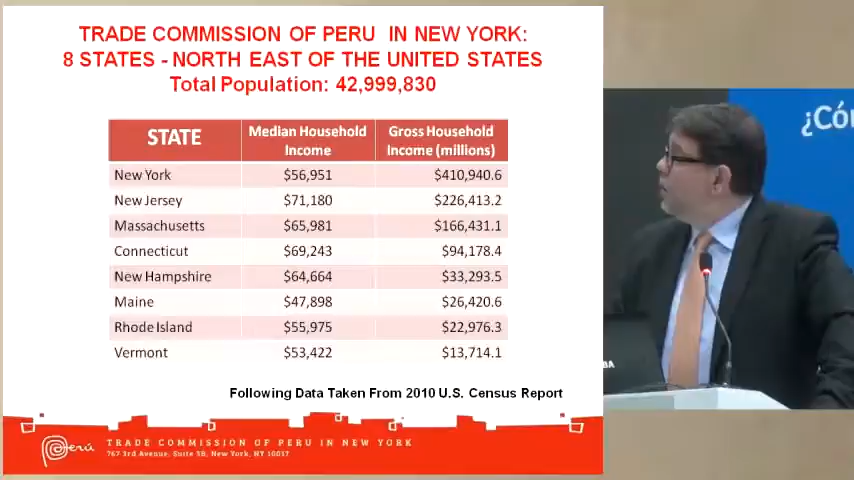 TRADE COMMISSION OF PERU IN NEW YORK:
8 STATES - NORTH EAST OF THE UNITED STATES
Total Population: 42,999,830
STATE Median Household Income Gross Household Income (millions)
New York $56,951 $410,940.6
New Jersey $71,180 $226,413.2
Massachusetts $65,981 $166,431.1
Connecticut $69,243 $94,178.4
New Hampshire $64,664 $33,293.5
Maine $47,898 $26,420.6
Rhode Island $55,975 $22,976.3
Vermont $53,422 $13,714.1
Following Data Taken From 2010 U.S. Census Report
Perú
TRADE COMMISSION OF PERU IN NEW YORK
767 3rd Avenue, Suite 3B, New York, NY 10017
¿Có
BA